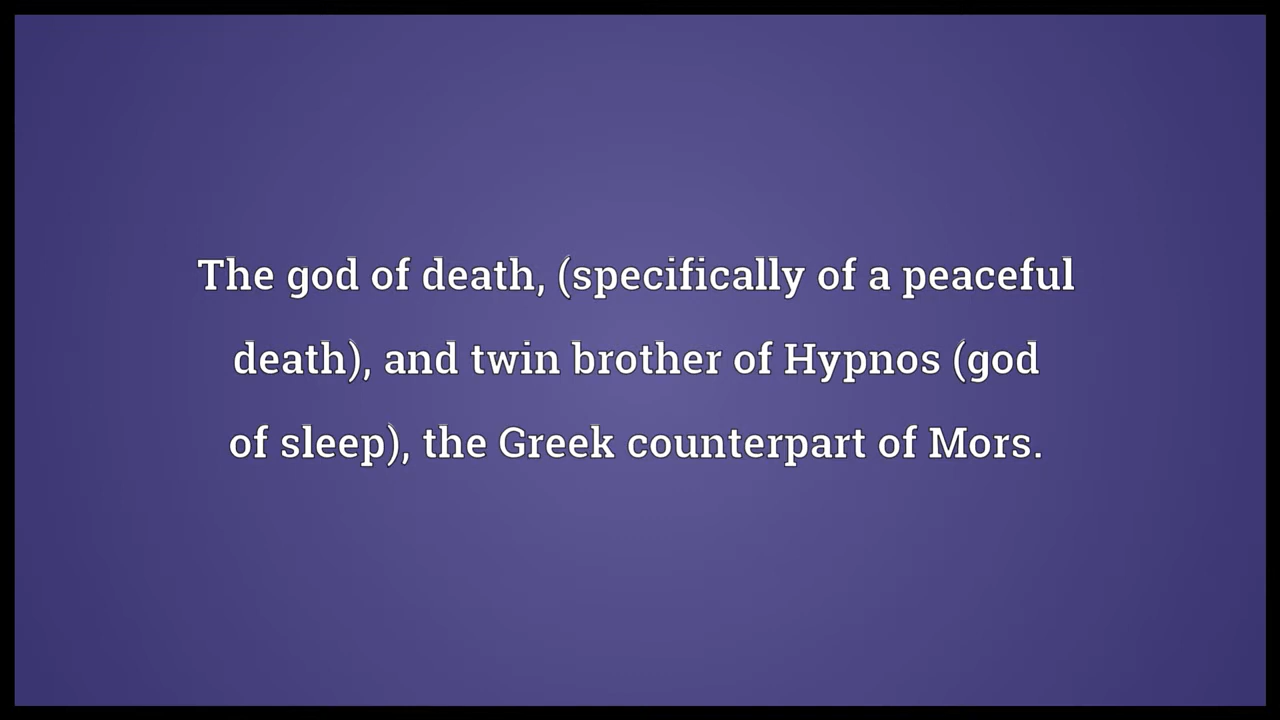 The god of death, (specifically of a peaceful
death), and twin brother of Hypnos (god
of sleep), the Greek counterpart of Mors.